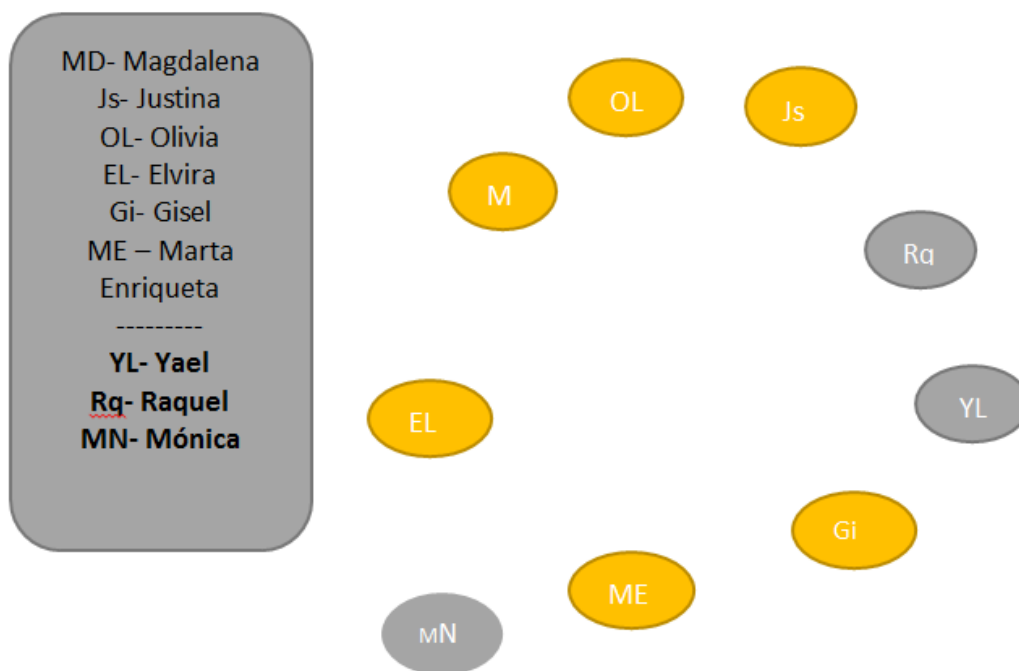 MD- Magdalena
Js- Justina
OL- Olivia
EL- Elvira
Gi- Gisel
ME – Marta
Enriqueta
---------
YL- Yael
Rq- Raquel
MN- Mónica
OL
Js
M
Rq
YL
EL
Gi
ME
MN